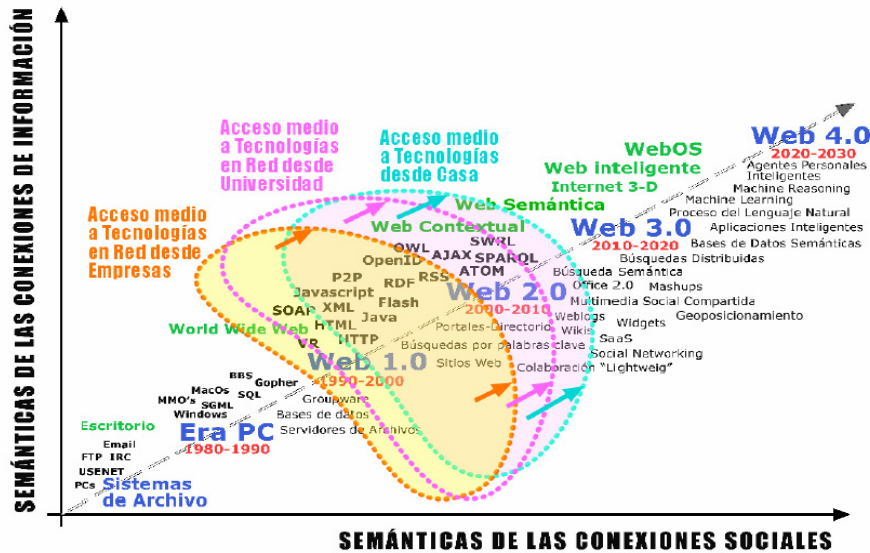 SEMÁNTICAS DE LAS CONEXIONES DE INFORMACIÓN
Acceso medio
a Tecnologías
en Red desde
Universidad
Acceso medio
a Tecnologías
desde Casa
Acceso medio
a Tecnologías
en Red desde
Empresas
WebOS
Web inteligente
Internet 3-D
Web Semántica
Web Contextual
World Wide Web
Escritorio
Web 4.0
2020-2030
Agentes Personales
Inteligentes
Machine Reasoning
Machine Learning
Proceso del Lenguaje Natural
Aplicaciones Inteligentes
Bases de Datos Semánticas
Búsquedas Distribuidas
Web 3.0
2010-2020
Búsqueda Semántica
Office 2.0
Mashups
Multimedia Social Compartida
Geoposicionamiento
Weblogs
Widgets
Wikis
SaaS
Social Networking
Colaboración "Lightweig"
SWRL
OWL
AJAX
SPARQL
OpenID
ATOM
P2P
RDF
RSS
Web 2.0
2000-2010
Javascript
Flash
SOAP
XML
Java
HTML
HTTP
VR
Portales-Directorio
Búsquedas por palabras clave
Sitios Web
Web 1.0
1990-2000
Groupware
Bases de datos
Servidores de Archivos
BBS
Gopher
MacOs
SQL
MMO's
SGML
Windows
Era PC
1980-1990
Email
FTP IRC
USENET
PCs
Sistemas
de Archivo
SEMÁNTICAS DE LAS CONEXIONES SOCIALES